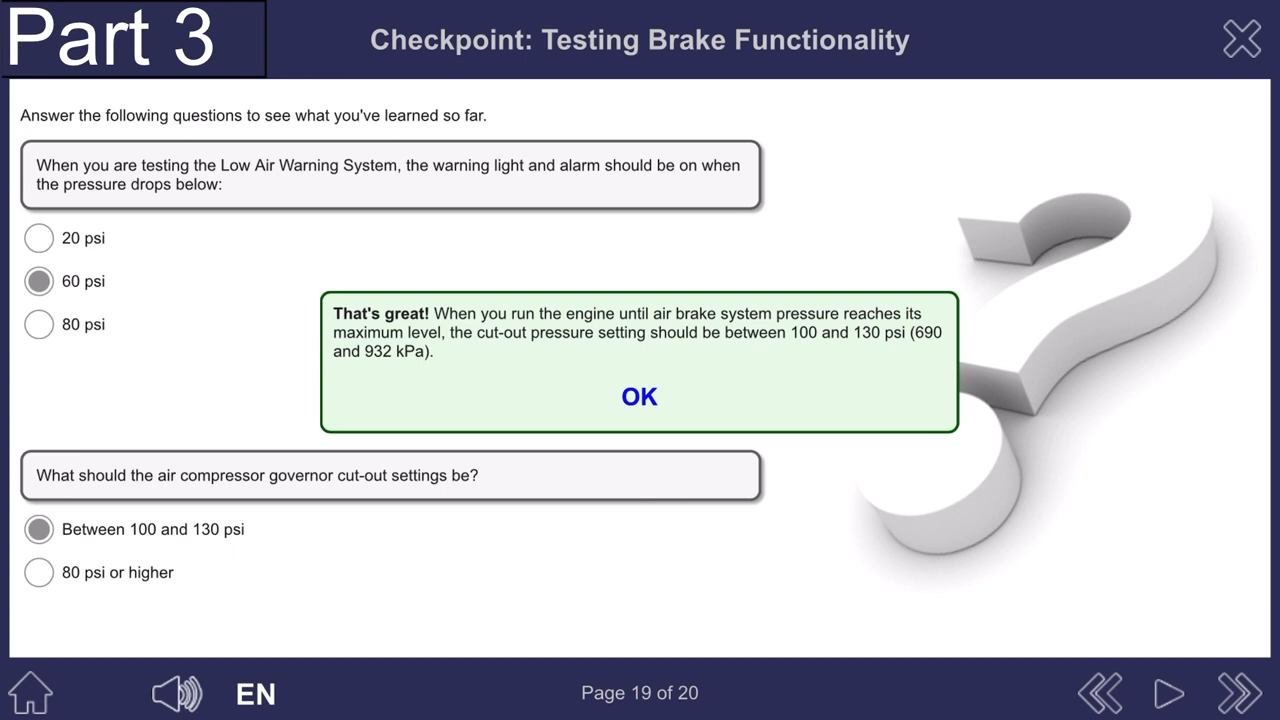 Part 3
Checkpoint: Testing Brake Functionality
Answer the following questions to see what you've learned so far.
When you are testing the Low Air Warning System, the warning light and alarm should be on when
the pressure drops below:
20 psi
60 psi
80 psi
That's great! When you run the engine until air brake system pressure reaches its
maximum level, the cut-out pressure setting should be between 100 and 130 psi (690
and 932 kPa).
OK
What should the air compressor governor cut-out settings be?
Between 100 and 130 psi
80 psi or higher
EN
Page 19 of 20